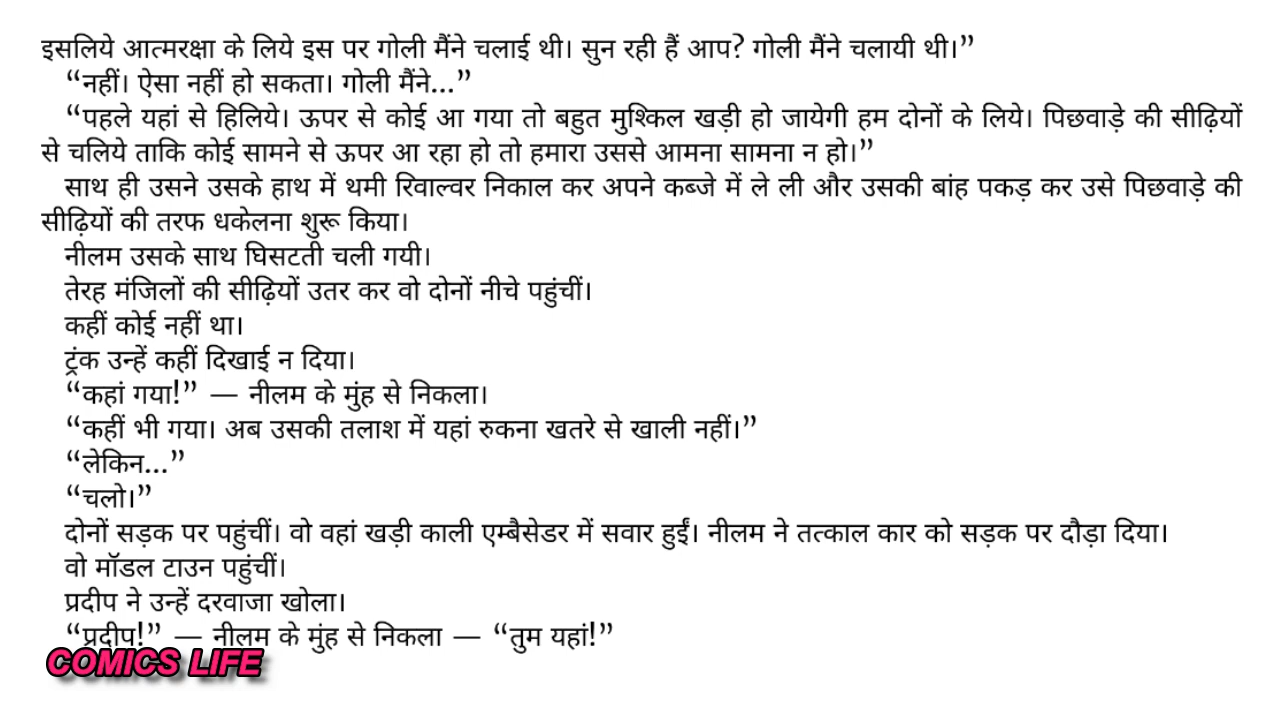 इसलिये आत्मरक्षा के लिये इस पर गोली मैंने चलाई थी। सुन रही हैं आप? गोली मैंने चलायी थी।”
“नहीं। ऐसा नहीं हो सकता। गोली मैंने...”
“पहले यहां से हिलिये। ऊपर से कोई आ गया तो बहुत मुश्किल खड़ी हो जायेगी हम दोनों के लिये। पिछवाड़े की सीढ़ियों
से चलिये ताकि कोई सामने से ऊपर आ रहा हो तो हमारा उससे आमना सामना न हो।”
साथ ही उसने उसके हाथ में थमी रिवाल्वर निकाल कर अपने कब्जे में ले ली और उसकी बांह पकड़ कर उसे पिछवाड़े की
सीढ़ियों की तरफ धकेलना शुरू किया।
नीलम उसके साथ घिसटती चली गयी।
तेरह मंजिलों की सीढ़ियों उतर कर वो दोनों नीचे पहुंचीं।
कहीं कोई नहीं था।
ट्रंक उन्हें कहीं दिखाई न दिया।
“कहां गया!” — नीलम के मुंह से निकला।
“कहीं भी गया। अब उसकी तलाश में यहां रुकना खतरे से खाली नहीं।”
“लेकिन...”
“चलो।”
दोनों सड़क पर पहुंचीं। वो वहां खड़ी काली एम्बैसेडर में सवार हुईं। नीलम ने तत्काल कार को सड़क पर दौड़ा दिया।
वो मॉडल टाउन पहुंचीं।
प्रदीप ने उन्हें दरवाजा खोला।
“प्रदीप!” — नीलम के मुंह से निकला — “तुम यहां!”
COMICS LIFE